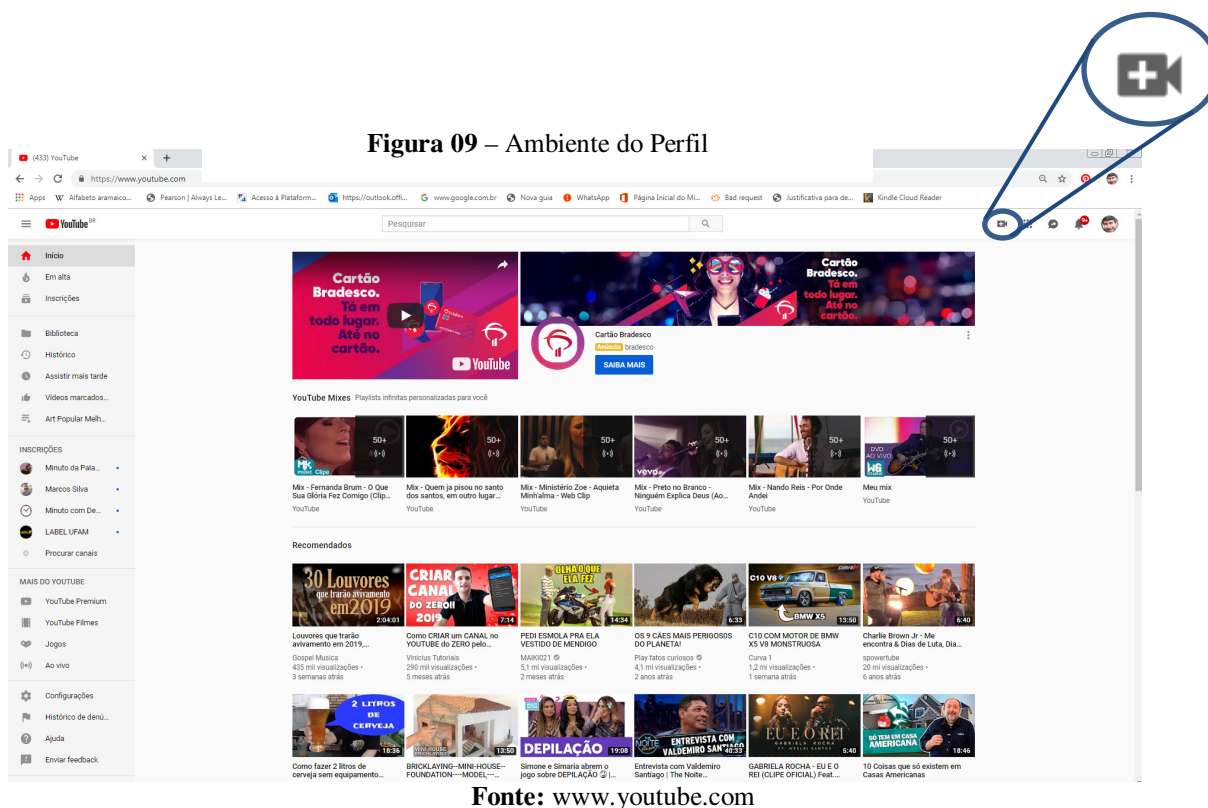 Figura 09 – Ambiente do Perfil
(433) YouTube
https://www.youtube.com
Apps
Alfabeto aramaico...
Pearson | Always Le...
Acesso à Plataform...
https://outlook.offi...
www.google.com.br
Nova guia
WhatsApp
Página Inicial do Mi...
Bad request
Justificativa para de...
Kindle Cloud Reader
YouTube BR
Pesquisar
9+
Início
Em alta
Inscrições
Biblioteca
Histórico
Assistir mais tarde
Vídeos marcados...
Art Popular Melh...
INSCRIÇÕES
Minuto da Pala...
Marcos Silva
Minuto com De...
LABEL UFAM
Procurar canais
MAIS DO YOUTUBE
YouTube Premium
YouTube Filmes
Jogos
Ao vivo
Configurações
Histórico de denú...
Ajuda
Enviar feedback
Cartão
Bradesco.
Tá em
todo lugar.
Até no
cartão.
YouTube
Cartão
Bradesco.
Tá em
todo lugar.
Até no
cartão.
Cartão Bradesco
Anúncio bradesco
SAIBA MAIS
YouTube Mixes Playlists infinitas personalizadas para você
MK
music Clipe
50+
50+
50+
vevo
50+
50+
DVD
AO VIVO
50+
Mix - Fernanda Brum - O Que
Sua Glória Fez Comigo (Clip...
YouTube
Mix - Quem ja pisou no santo
dos santos, em outro lugar...
YouTube
Mix - Ministério Zoe - Aquieta
Minh'alma - Web Clip
YouTube
Mix - Preto no Branco -
Ninguém Explica Deus (Ao...
YouTube
Mix - Nando Reis - Por Onde
Andei
YouTube
Meu mix
YouTube
Recomendados
30 Louvores
que trarão avivamento
em2019
2:04:01
Louvores que trarão
avivamento em 2019,...
Gospel Musica
435 mil visualizações •
3 semanas atrás
CRIAR
CANAL
DO ZERO!!
2019
7:14
Como CRIAR um CANAL no
YOUTUBE do ZERO pelo...
Vinicius Tutoriais
290 mil visualizações •
5 meses atrás
OLHA O QUE
ELA FEZ
14:34
PEDI ESMOLA PRA ELA
VESTIDO DE MENDIGO
MAIKI021
5,1 mi visualizações •
2 meses atrás
6:33
OS 9 CÃES MAIS PERIGOSOS
DO PLANETA!
Play fatos curiosos
4,1 mi visualizações •
2 anos atrás
C10 V8
BMW X5
13:50
C10 COM MOTOR DE BMW
X5 V8 MONSTRUOSA
Curva 1
1,2 mi visualizações •
1 semana atrás
6:40
Charlie Brown Jr - Me
encontra & Dias de Luta, Dia...
spowertube
20 mi visualizações •
6 anos atrás
2 LITROS
DE
CERVEJA
18:36
Como fazer 2 litros de
cerveja sem equipamento...
MINI-HOUSE
13:50
BRICKLAYING--MINI-HOUSE--
FOUNDATION----MODEL,---...
DEPILAÇÃO
19:08
Simone e Simaria abrem o
jogo sobre DEPILAÇÃO |...
NOITE
ENTREVISTA COM
VALDEMIRO SANTIAGO
40:33
Entrevista com Valdemiro
Santiago | The Noite...
EU E O REI
GABRIELA ROCHA
5:40
GABRIELA ROCHA - EU E O
REI (CLIPE OFICIAL) Feat....
SÓ TEM EM CASA
AMERICANA
18:46
10 Coisas que só existem em
Casas Americanas
Fonte: www.youtube.com